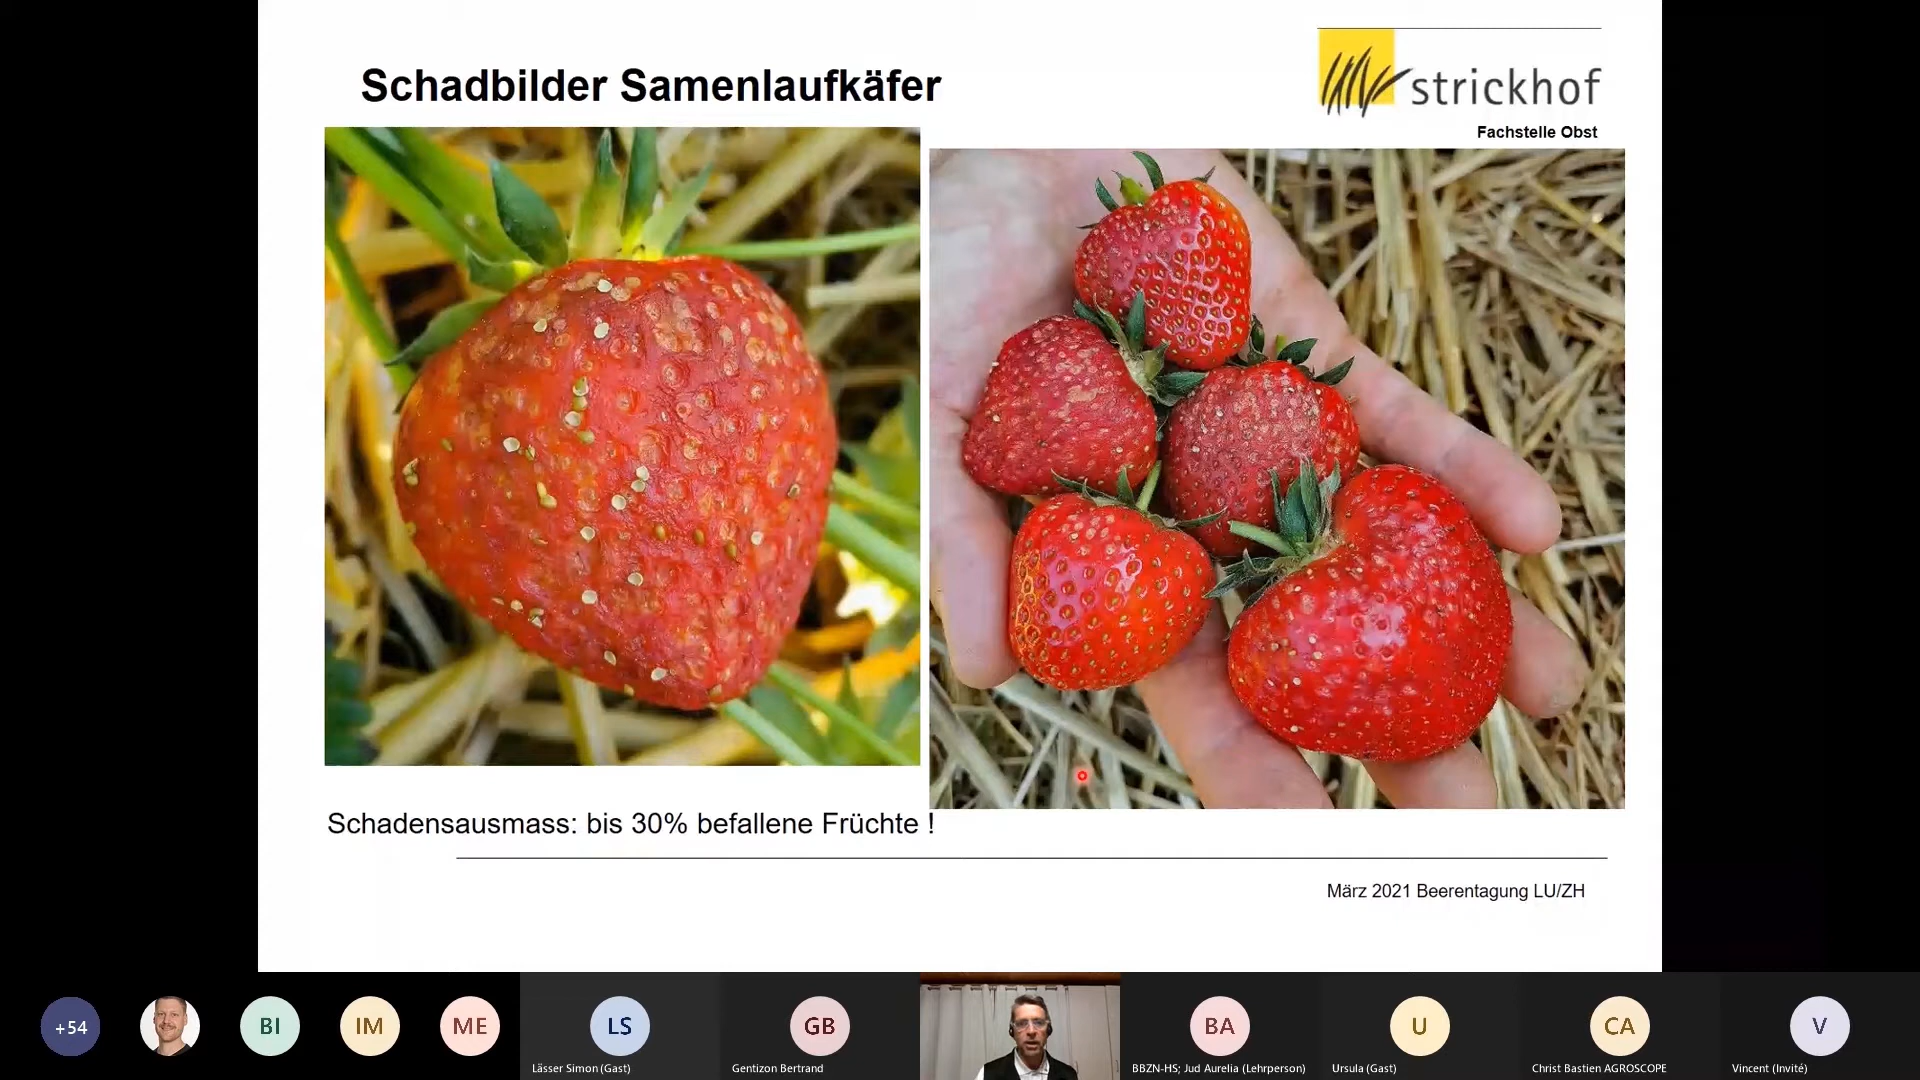 Schadbilder Samenlaufkäfer
strickhof
Fachstelle Obst
Schadensausmass: bis 30% befallene Früchte !
März 2021 Beerentagung LU/ZH
+54
BI
IM
ME
LS
GB
BA
U
CA
V
Lässer Simon (Gast)
Gentizon Bertrand
BBZN-HS; Jud Aurelia (Lehrperson)
Ursula (Gast)
Christ Bastien AGROSCOPE
Vincent (Invité)